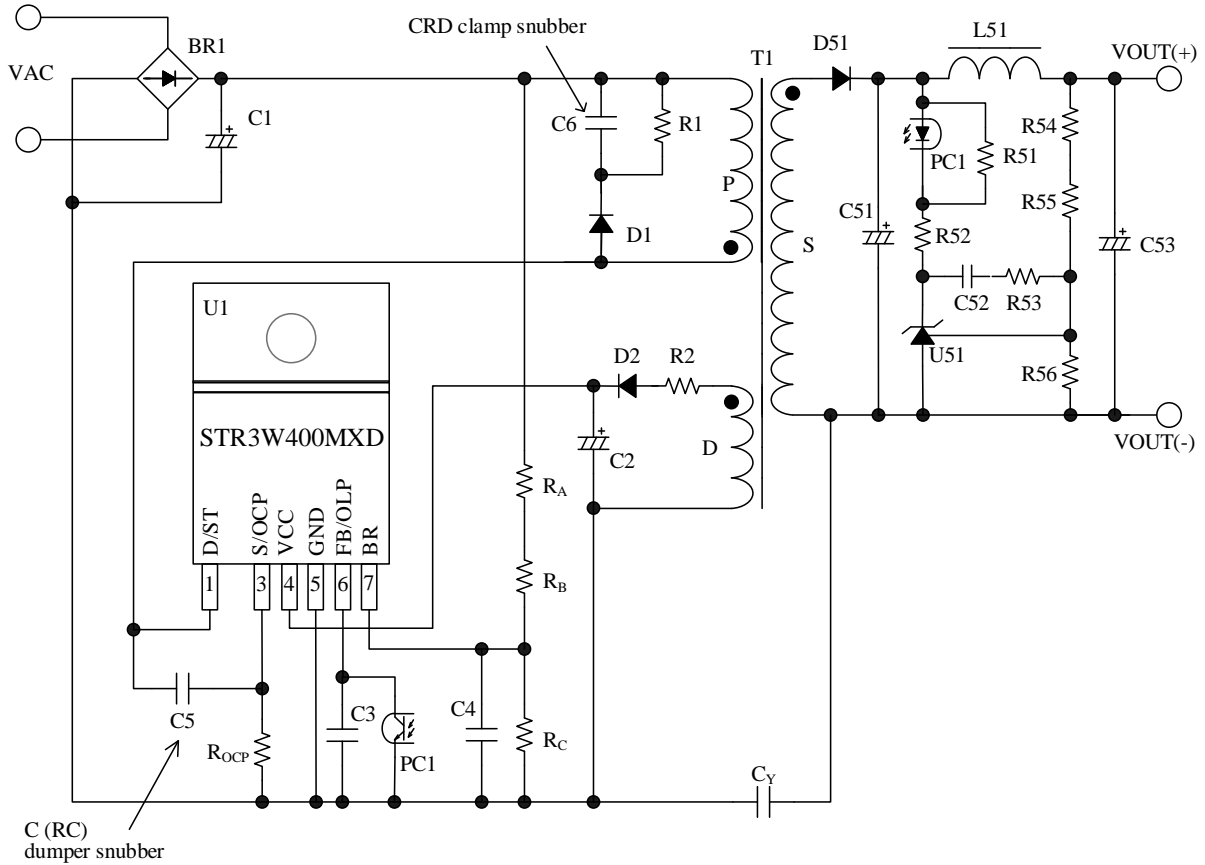 CRD clamp snubber
BR1
VAC
C1
C6
R1
P
D1
T1
S
D51
L51
VOUT(+)
PC1
R51
R54
R55
C51
R52
C53
C52
R53
U51
R56
VOUT(-)
U1
STR3W400MXD
D/ST
S/OCP
VCC
GND
FB/OLP
BR
1
3
4
5
6
7
D2
R2
C2
D
RA
RB
C5
ROCP
C3
PC1
C4
RC
CY
C (RC)
dumper snubber